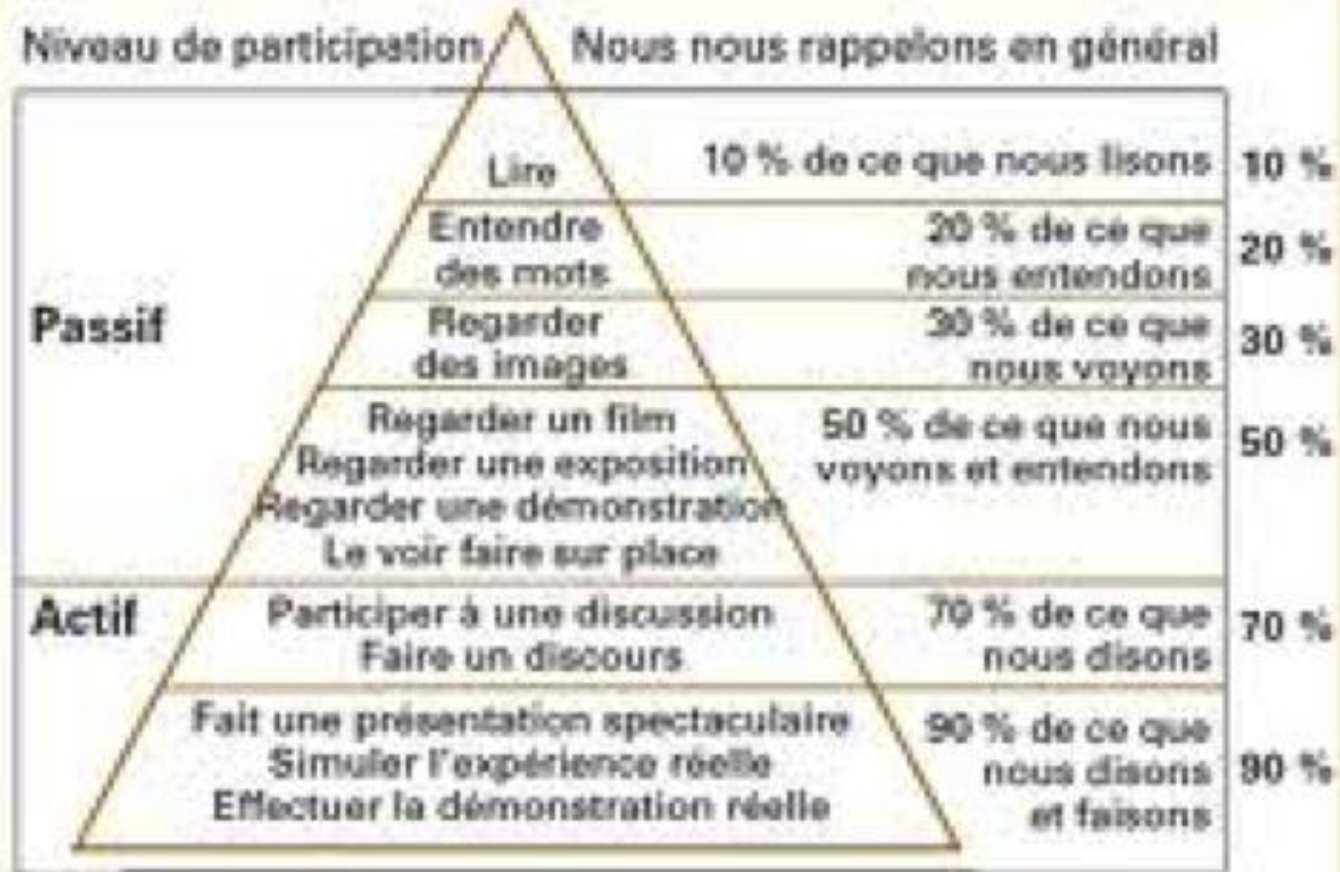 Niveau de participation
Nous nous rappelons en général
Passif
Lire
10 % de ce que nous lisons
10 %
Entendre
des mots
20 % de ce que
nous entendons
20 %
Regarder
des images
30 % de ce que
nous voyons
30 %
Regarder un film
Regarder une exposition
Regarder une démonstration
Le voir faire sur place
50 % de ce que nous
voyons et entendons
50 %
Actif
Participer à une discussion
Faire un discours
70 % de ce que
nous disons
70 %
Fait une présentation spectaculaire
Simuler l'expérience réelle
Effectuer la démonstration réelle
90 % de ce que
nous disons
et faisons
90 %